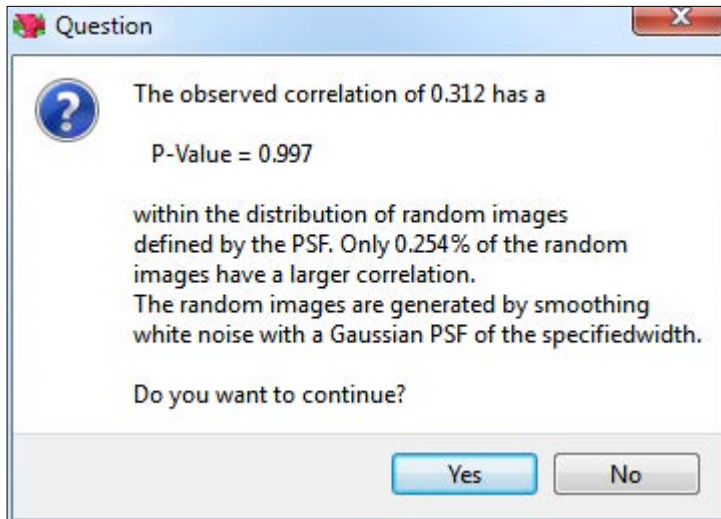 Question
The observed correlation of 0.312 has a
P-Value = 0.997
within the distribution of random images
defined by the PSF. Only 0.254% of the random
images have a larger correlation.
The random images are generated by smoothing
white noise with a Gaussian PSF of the specifiedwidth.
Do you want to continue?
Yes
No